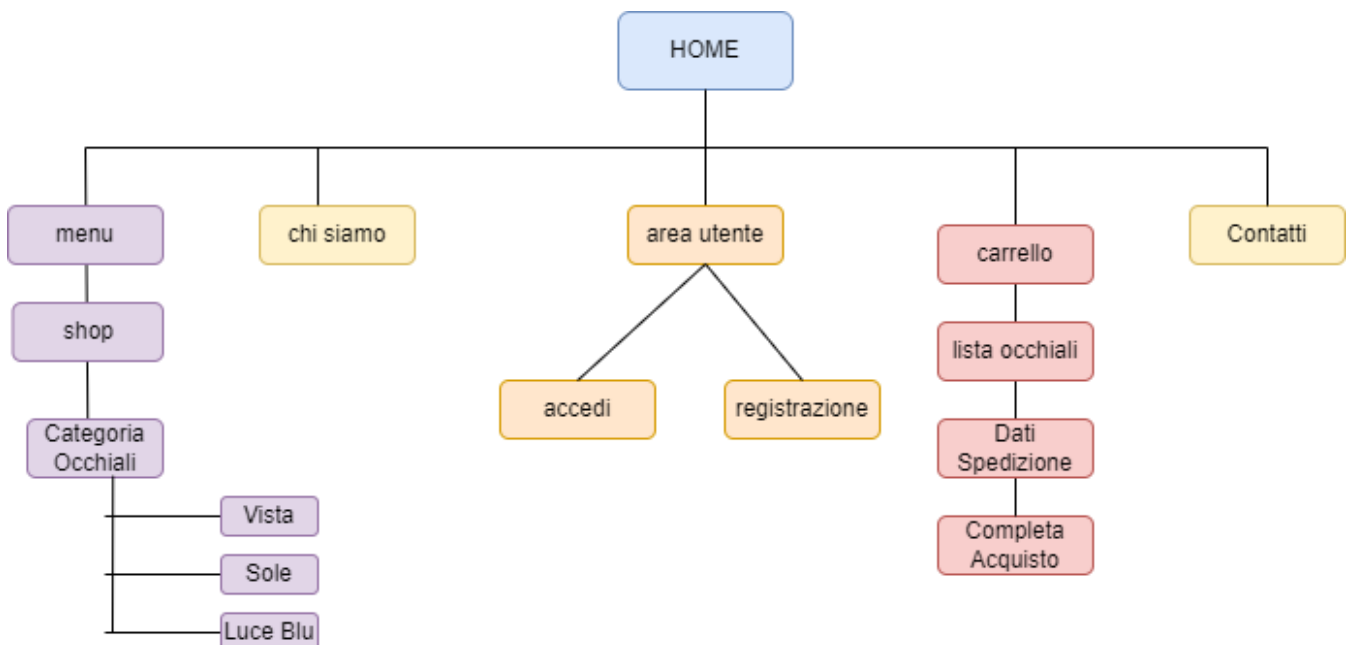 HOME
menu
chi siamo
area utente
carrello
Contatti
shop
lista occhiali
accedi
registrazione
Categoria
Occhiali
Dati
Spedizione
Vista
Completa
Acquisto
Sole
Luce Blu